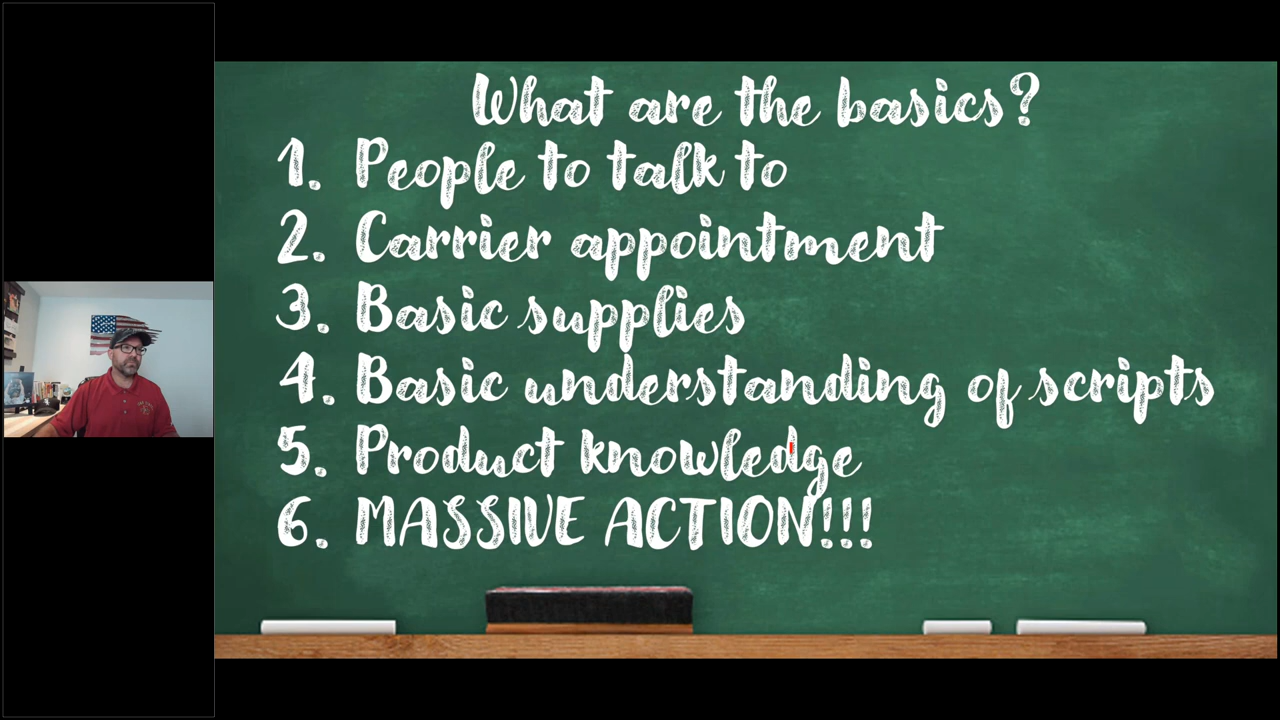 What are the basics?
1. People to talk to
2. Carrier appointment
3. Basic supplies
4. Basic understanding of scripts
5. Product knowledge
6. MASSIVE ACTION!!!